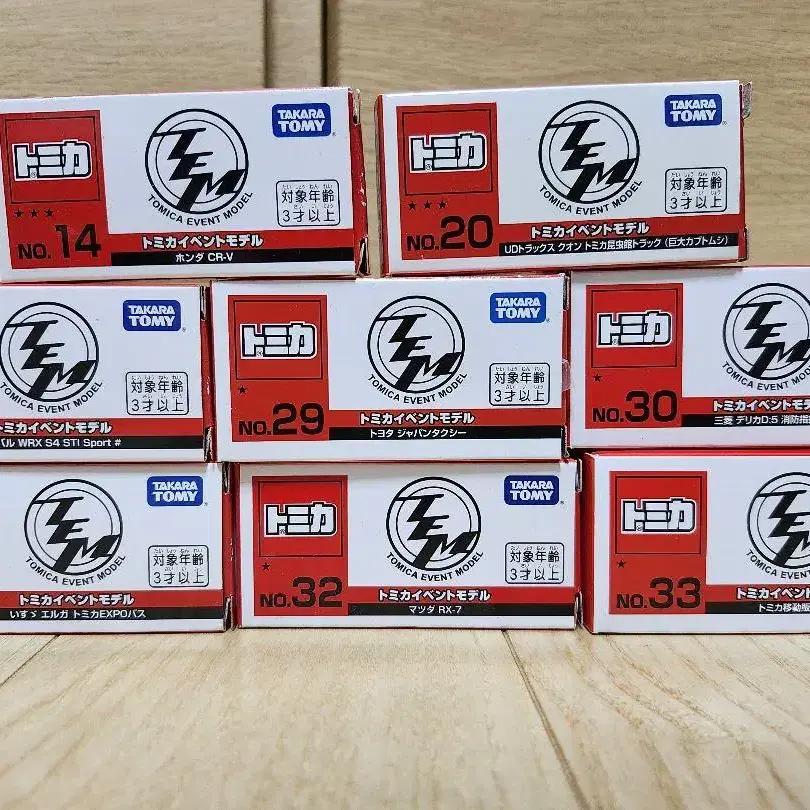 トミカ
TEM
TOMICA EVENT MODEL
TAKARA TOMY
対象年齢
3才以上
★★★
NO. 14
トミカイベントモデル
ホンダ CR-V
トミカ
TEM
TOMICA EVENT MODEL
TAKARA TOMY
対象年齢
3才以上
★★★
NO.20
トミカイベントモデル
UDトラックス クオン トミカ昆虫館トラック (巨大カブトムシ)
TEM
TOMICA EVENT MODEL
TAKARA TOMY
対象年齢
3才以上
トミカイベントモデル
バル WRX S4 STI Sport #
トミカ
TEM
TOMICA EVENT MODEL
TAKARA TOMY
対象年齢
3才以上
★
NO.29
トミカイベントモデル
トヨタ ジャパンタクシー
トミカ
TEM
TOMICA EVENT MODEL
★
NO.30
トミカイベントモデ
三菱 デリカD:5 消防指
TEM
TOMICA EVENT MODEL
TAKARA TOMY
対象年齢
3才以上
トミカイベントモデル
いすゞ エルガ トミカEXPOバス
トミカ
TEM
TOMICA EVENT MODEL
TAKARA TOMY
対象年齢
3才以上
★
NO.32
トミカイベントモデル
マツダ RX-7
トミカ
TEM
TOMICA EVENT MODEL
★
NO.33
トミカイベン
トミカ移動販